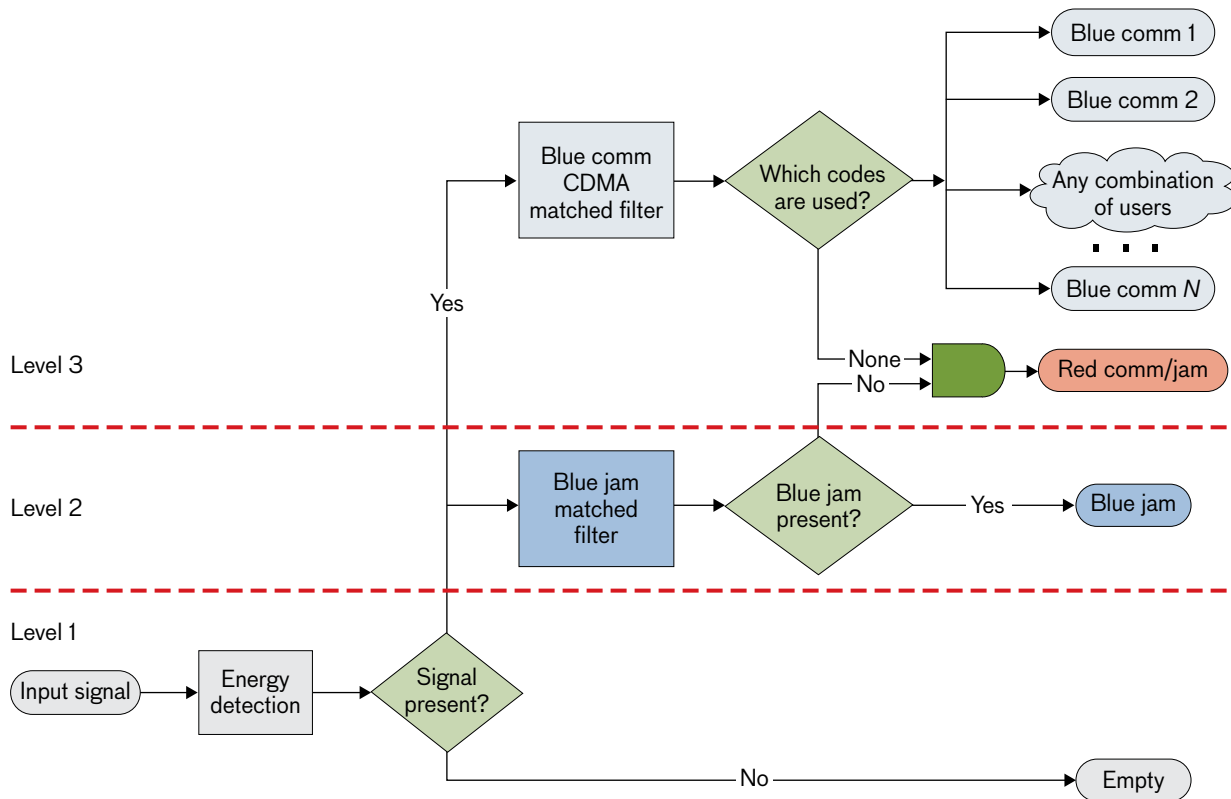 Blue comm 1
Blue comm 2
Blue comm
CDMA
matched filter
Which codes
are used?
Any combination
of users
. . .
Blue comm N
Yes
Level 3
None
No
Red comm/jam
Level 2
Blue jam
matched
filter
Blue jam
present?
Yes
Blue jam
Level 1
Input signal
Energy
detection
Signal
present?
No
Empty